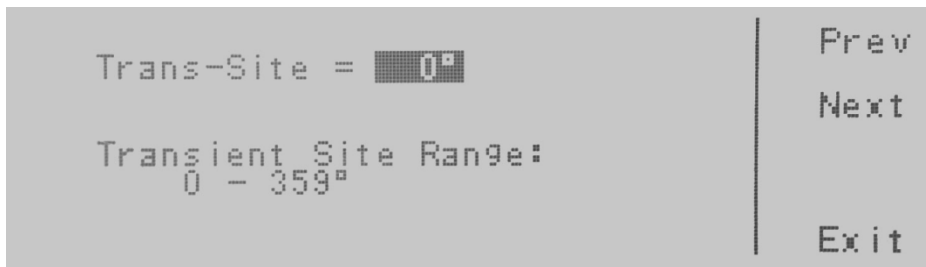 Trans-Site = 0°
Transient Site Range:
0 - 359°
Prev
Next
Exit